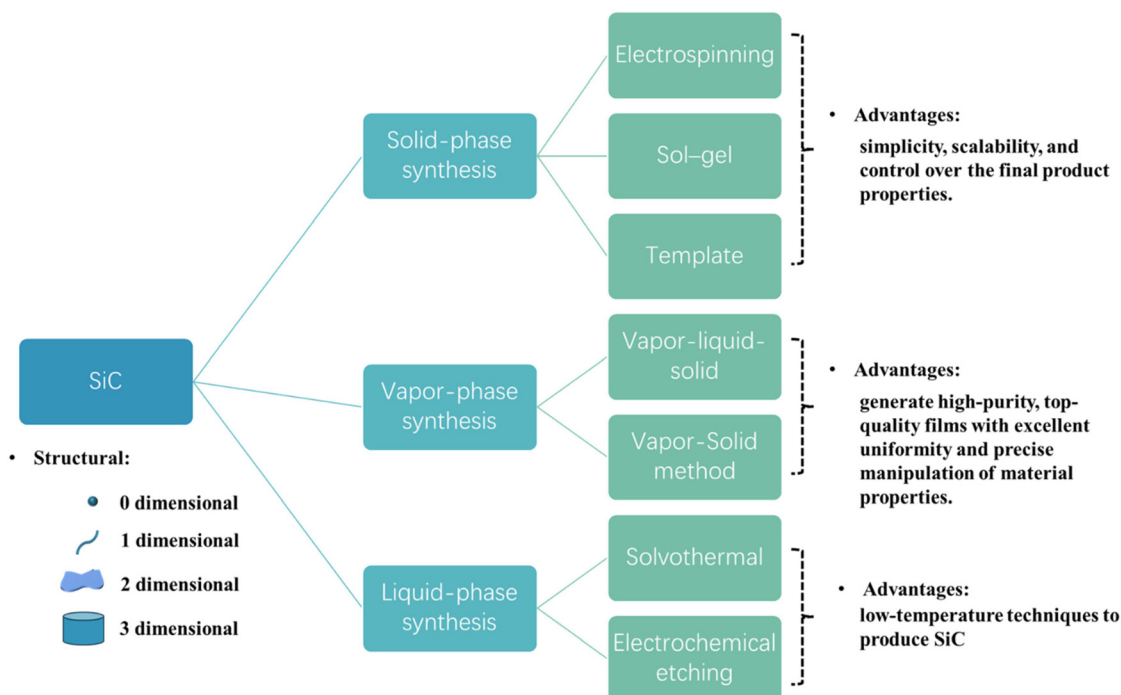 SiC
• Structural:
0 dimensional
1 dimensional
2 dimensional
3 dimensional
Solid-phase
synthesis
Vapor-phase
synthesis
Liquid-phase
synthesis
Electrospinning
Sol–gel
Template
Vapor-liquid-
solid
Vapor-Solid
method
Solvothermal
Electrochemical
etching
• Advantages:
simplicity, scalability, and
control over the final product
properties.
• Advantages:
generate high-purity, top-
quality films with excellent
uniformity and precise
manipulation of material
properties.
• Advantages:
low-temperature techniques to
produce SiC